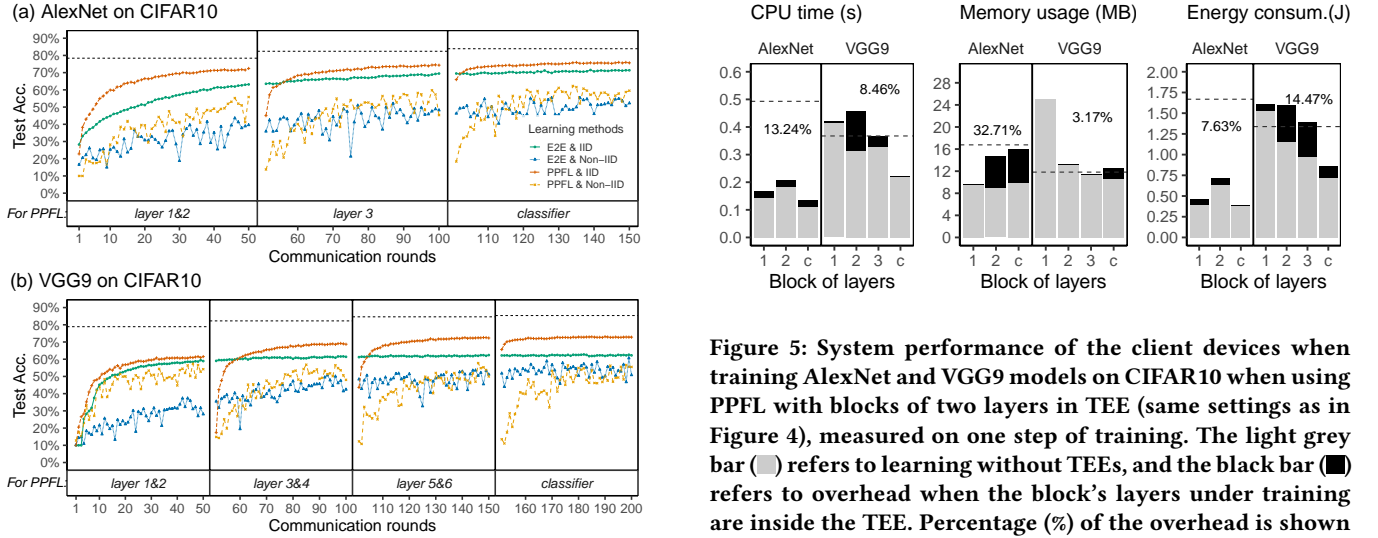 (a) AlexNet on CIFAR10
90%
80%
70%
60%
50%
40%
30%
20%
10%
0%
Test Acc.
Learning methods
E2E & IID
E2E & Non−IID
PPFL & IID
PPFL & Non−IID
For PPFL: layer 1&2 layer 3 classifier
1 10 20 30 40 50 60 70 80 90 100 110 120 130 140 150
Communication rounds
(b) VGG9 on CIFAR10
90%
80%
70%
60%
50%
40%
30%
20%
10%
0%
Test Acc.
For PPFL: layer 1&2 layer 3&4 layer 5&6 classifier
1 10 20 30 40 50 60 70 80 90 100 110 120 130 140 150 160 170 180 190 200
Communication rounds
CPU time (s)
AlexNet VGG9
0.6
0.5
0.4
0.3
0.2
0.1
0.0
13.24%
8.46%
1 2 c 1 2 3 c
Block of layers
Memory usage (MB)
AlexNet VGG9
28
24
20
16
12
8
4
0
32.71%
3.17%
1 2 c 1 2 3 c
Block of layers
Energy consum.(J)
AlexNet VGG9
2.00
1.75
1.50
1.25
1.00
0.75
0.50
0.25
0.00
7.63%
14.47%
1 2 c 1 2 3 c
Block of layers
Figure 5: System performance of the client devices when
training AlexNet and VGG9 models on CIFAR10 when using
PPFL with blocks of two layers in TEE (same settings as in
Figure 4), measured on one step of training. The light grey
bar ( ) refers to learning without TEEs, and the black bar ( )
refers to overhead when the block's layers under training
are inside the TEE. Percentage (%) of the overhead is shown